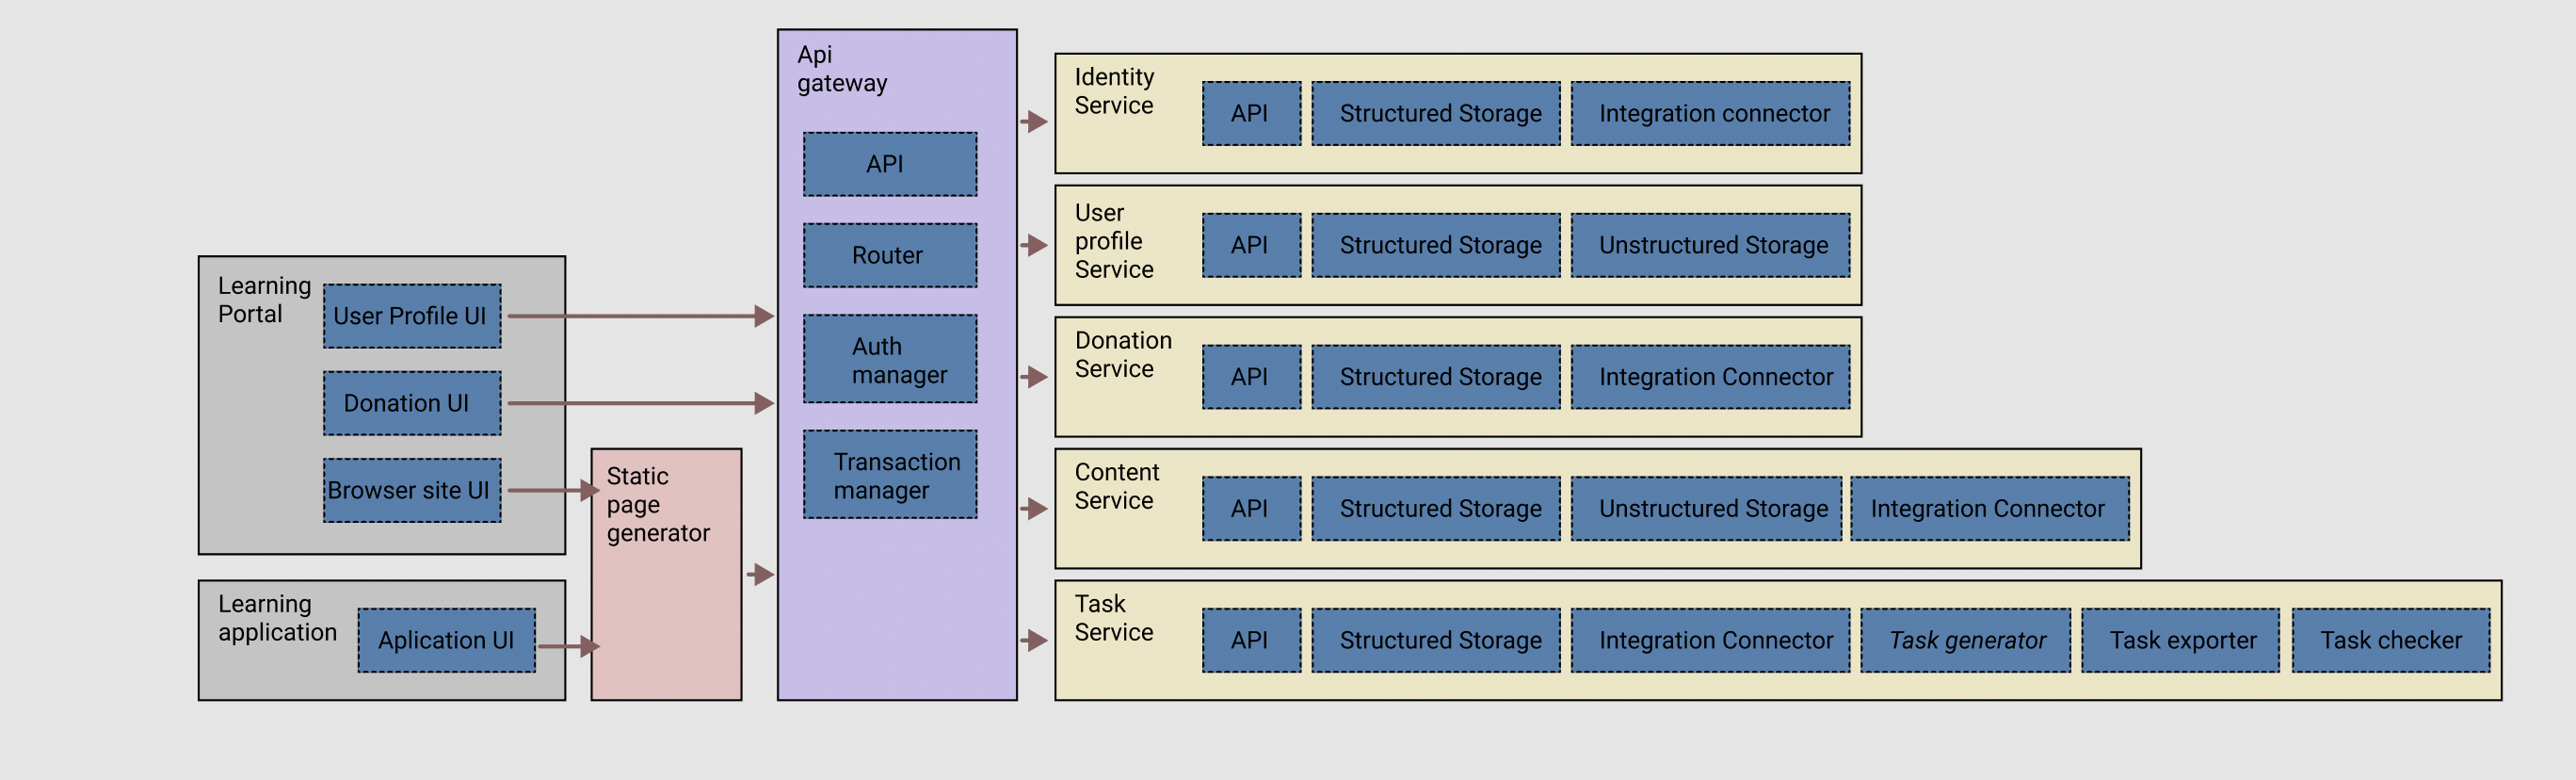 Learning
Portal
User Profile UI
Donation UI
Browser site UI
Learning
application
Aplication UI
Static
page
generator
Api
gateway
API
Router
Auth
manager
Transaction
manager
Identity
Service
API
Structured Storage
Integration connector
User
profile
Service
API
Structured Storage
Unstructured Storage
Donation
Service
API
Structured Storage
Integration Connector
Content
Service
API
Structured Storage
Unstructured Storage
Integration Connector
Task
Service
API
Structured Storage
Integration Connector
Task generator
Task exporter
Task checker